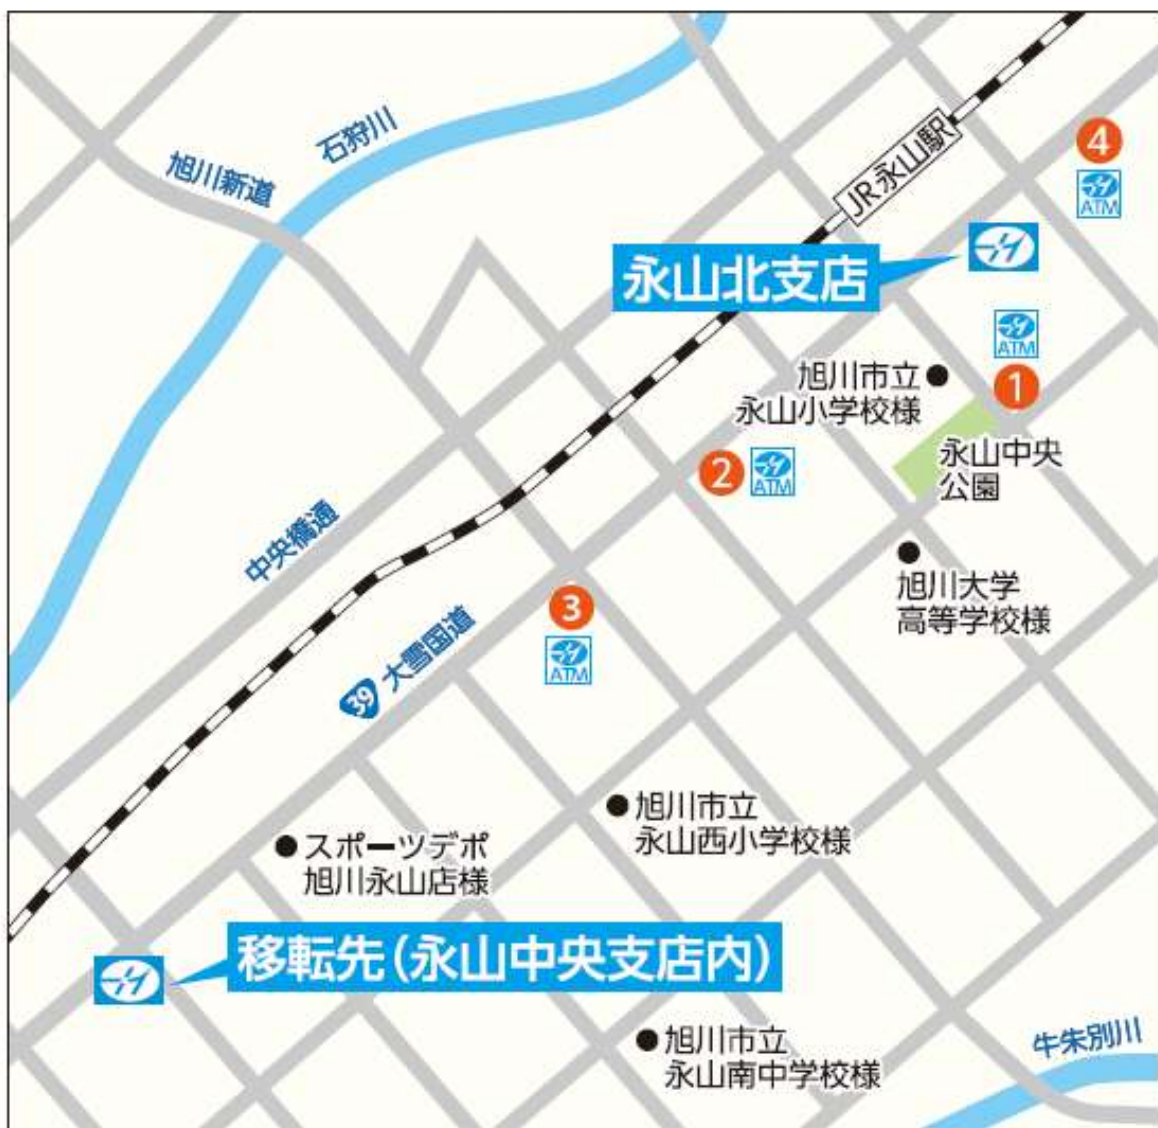 石狩川
旭川新道
JR永山駅
4
ATM
永山北支店
ATM
1
旭川市立
永山小学校様
永山中央
公園
2
ATM
中央橋通
旭川大学
高等学校様
3
ATM
39
大雪国道
旭川市立
永山西小学校様
スポーツデポ
旭川永山店様
移転先(永山中央支店内)
旭川市立
永山南中学校様
牛朱別川